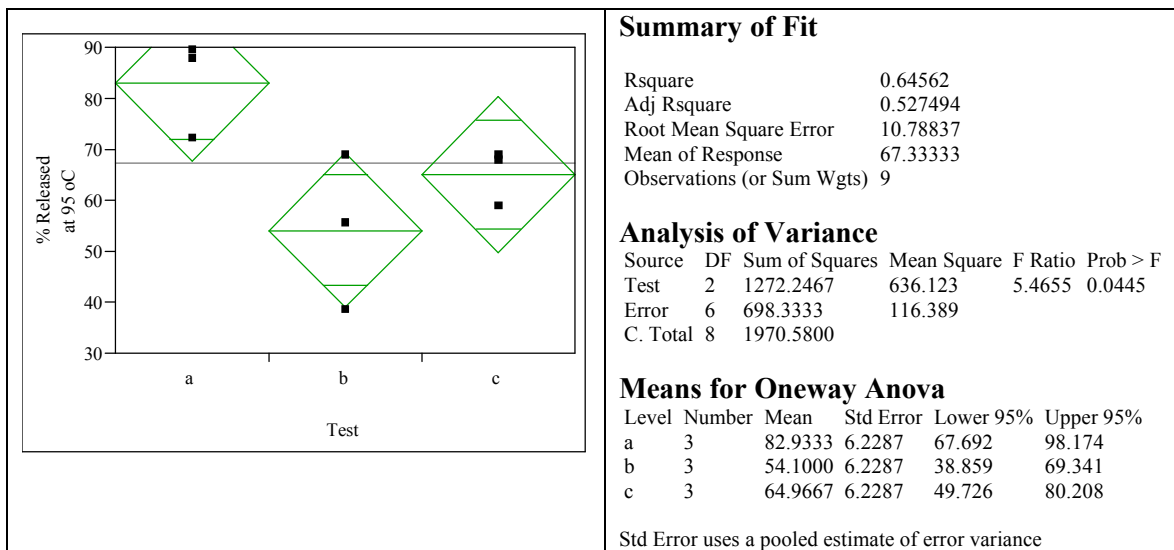 90
80
70
60
50
40
30
% Released
at 95 oC
a b c
Test
Summary of Fit
Rsquare 0.64562
Adj Rsquare 0.527494
Root Mean Square Error 10.78837
Mean of Response 67.33333
Observations (or Sum Wgts) 9
Analysis of Variance
Source DF Sum of Squares Mean Square F Ratio Prob > F
Test 2 1272.2467 636.123 5.4655 0.0445
Error 6 698.3333 116.389
C. Total 8 1970.5800
Means for Oneway Anova
Level Number Mean Std Error Lower 95% Upper 95%
a 3 82.9333 6.2287 67.692 98.174
b 3 54.1000 6.2287 38.859 69.341
c 3 64.9667 6.2287 49.726 80.208
Std Error uses a pooled estimate of error variance